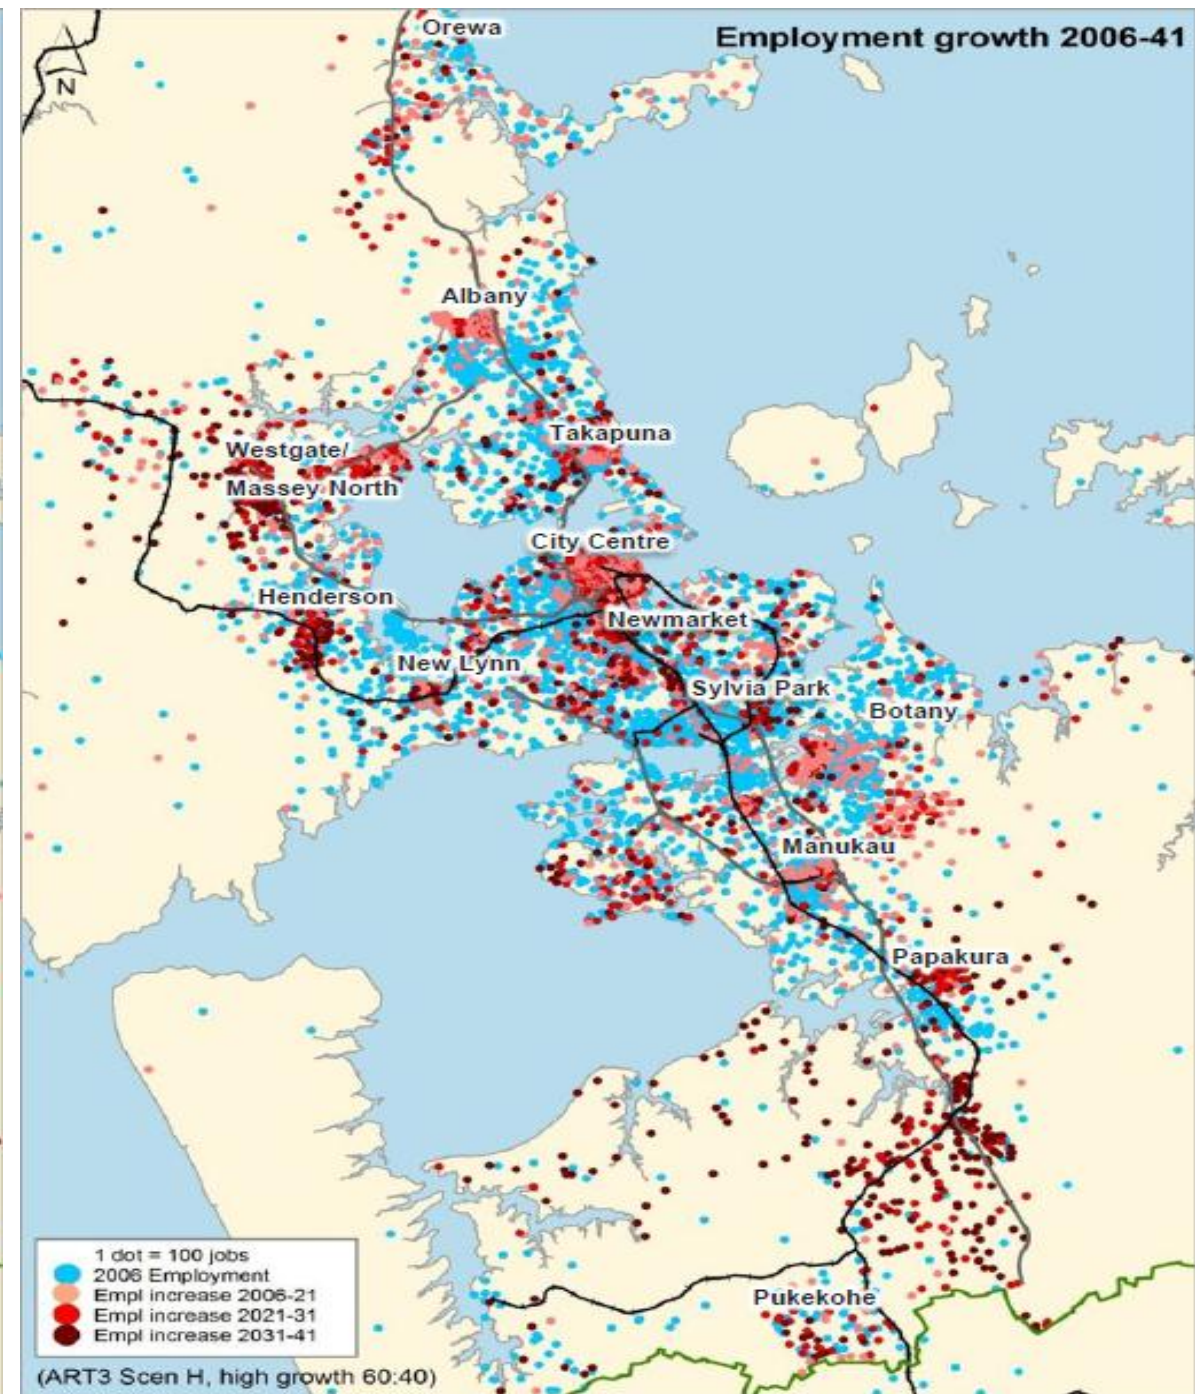 Orewa
Employment growth 2006-41
N
Albany
Takapuna
Westgate/
Massey North
City Centre
Henderson
Newmarket
New Lynn
Sylvia Park
Botany
Manukau
Papakura
Pukekohe
1 dot = 100 jobs
2006 Employment
Empl increase 2006-21
Empl increase 2021-31
Empl increase 2031-41
(ART3 Scen H, high growth 60:40)